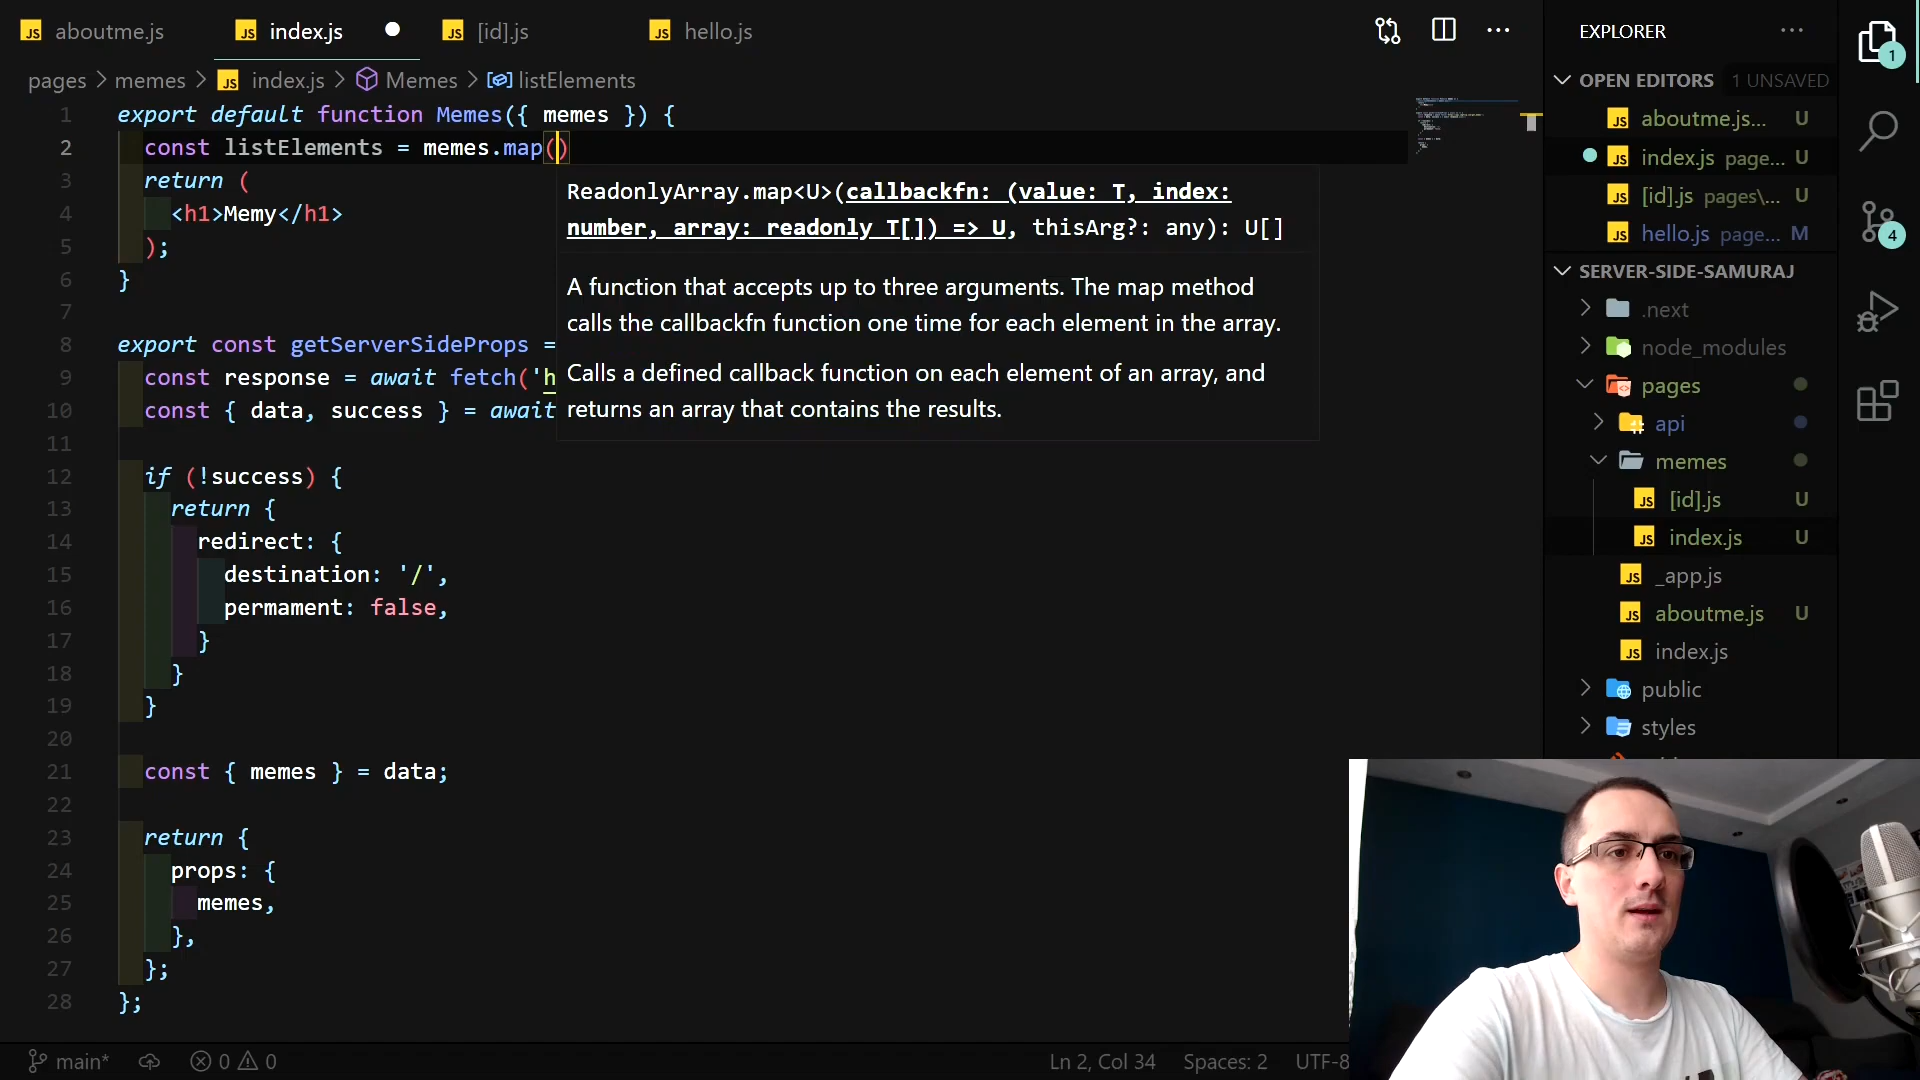 aboutme.js
index.js
[id].js
hello.js
pages > memes > index.js > Memes > listElements
1 export default function Memes({ memes }) {
2 const listElements = memes.map()
3 return (
4 <h1>Memy</h1>
5 );
6 }
7
8 export const getServerSideProps =
9 const response = await fetch('h
10 const { data, success } = await
11
12 if (!success) {
13 return {
14 redirect: {
15 destination: '/',
16 permament: false,
17 }
18 }
19 }
20
21 const { memes } = data;
22
23 return {
24 props: {
25 memes,
26 },
27 };
28 };
ReadonlyArray.map<U>(callbackfn: (value: T, index:
number, array: readonly T[]) => U, thisArg?: any): U[]
A function that accepts up to three arguments. The map method
calls the callbackfn function one time for each element in the array.
Calls a defined callback function on each element of an array, and
returns an array that contains the results.
EXPLORER
OPEN EDITORS 1 UNSAVED
aboutme.js... U
index.js page... U
[id].js pages\... U
hello.js page... M
SERVER-SIDE-SAMURAJ
.next
node_modules
pages
api
memes
[id].js U
index.js U
_app.js
aboutme.js U
index.js
public
styles
1
4
main* 0 0
Ln 2, Col 34 Spaces: 2 UTF-8